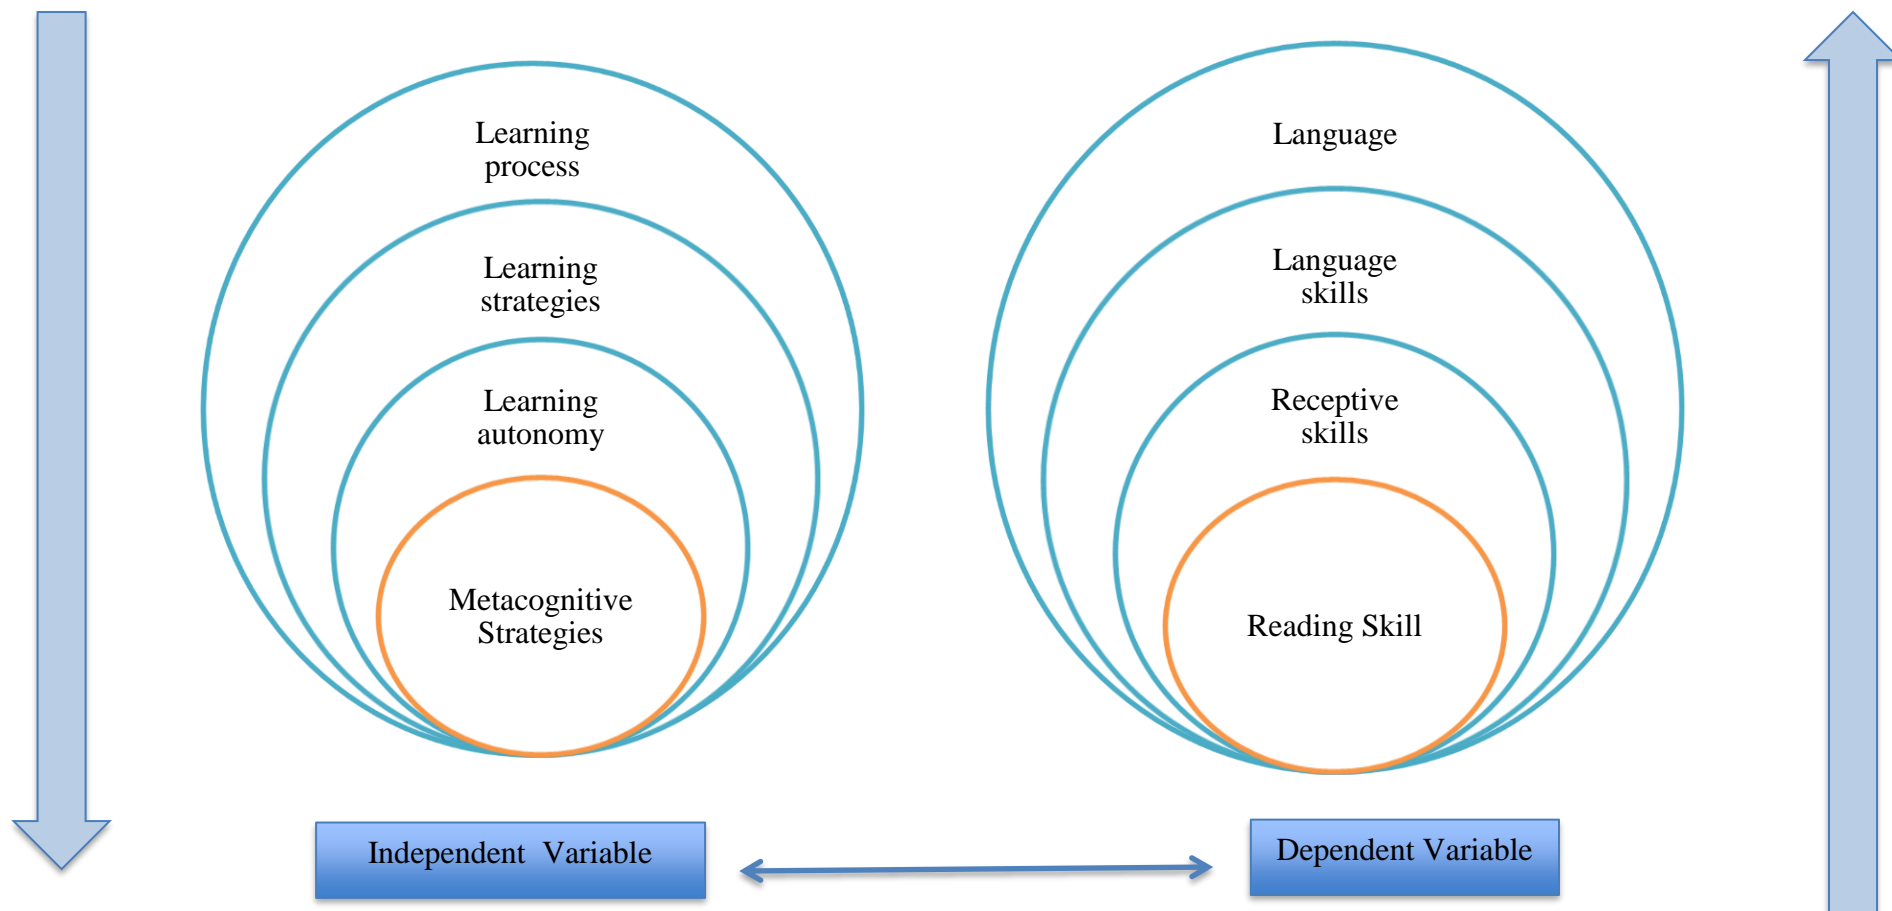 Learning
process
Learning
strategies
Learning
autonomy
Metacognitive
Strategies
Language
Language
skills
Receptive
skills
Reading Skill
Independent  Variable
Dependent Variable